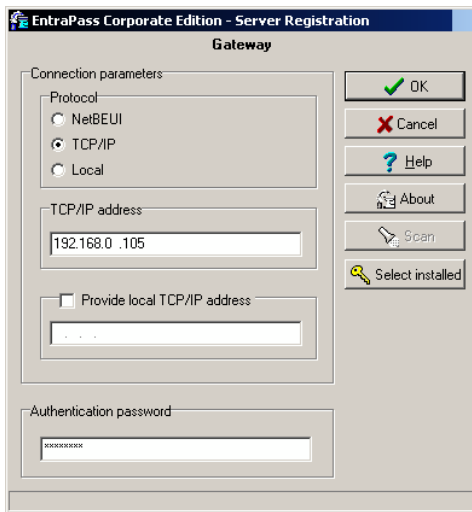 EntraPass Corporate Edition - Server Registration
Gateway
Connection parameters
Protocol
NetBEUI
TCP/IP
Local
TCP/IP address
192.168.0 .105
Provide local TCP/IP address
. . .
Authentication password
xxxxxxxx
OK
Cancel
Help
About
Scan
Select installed